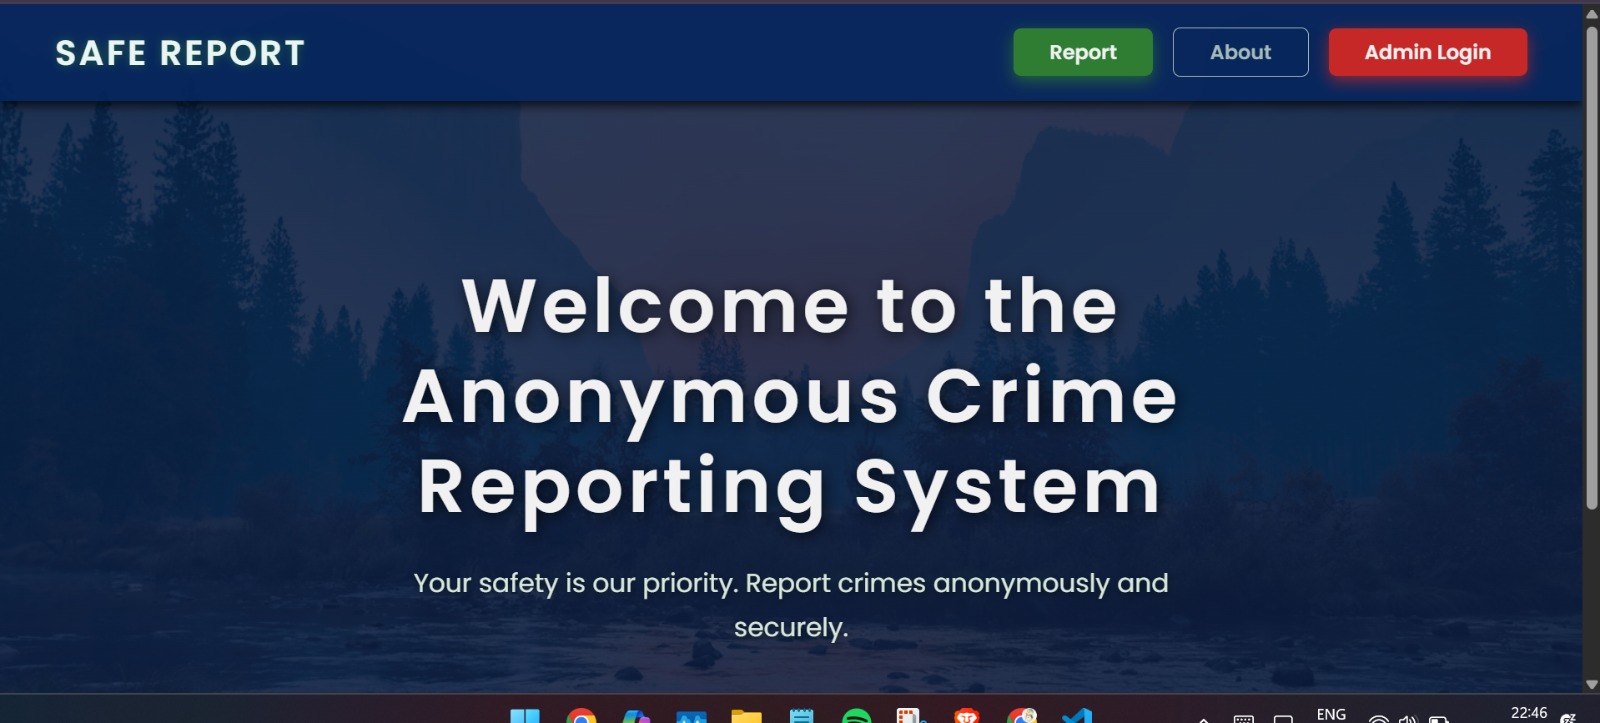 SAFE REPORT
Report
About
Admin Login
Welcome to the
Anonymous Crime
Reporting System
Your safety is our priority. Report crimes anonymously and
securely.
ENG
22:46